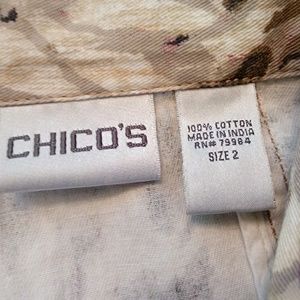 CHICO'S
100% COTTON
MADE IN INDIA
RN# 79984
SIZE 2